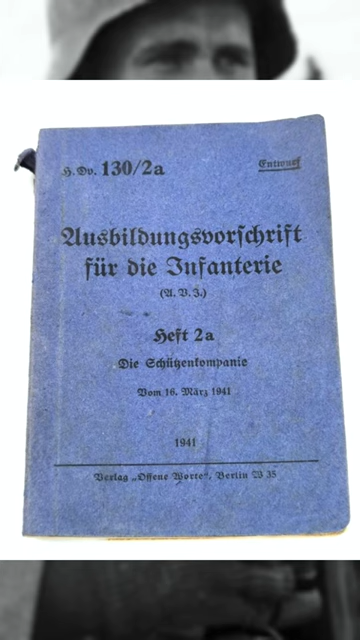 H. Dv. 130/2a
Entwurf
Ausbildungsvorschrift
für die Infanterie
(A. V. I.)
Heft 2a
Die Schützenkompanie
Vom 16. März 1941
1941
Verlag „Offene Worte“, Berlin W 35